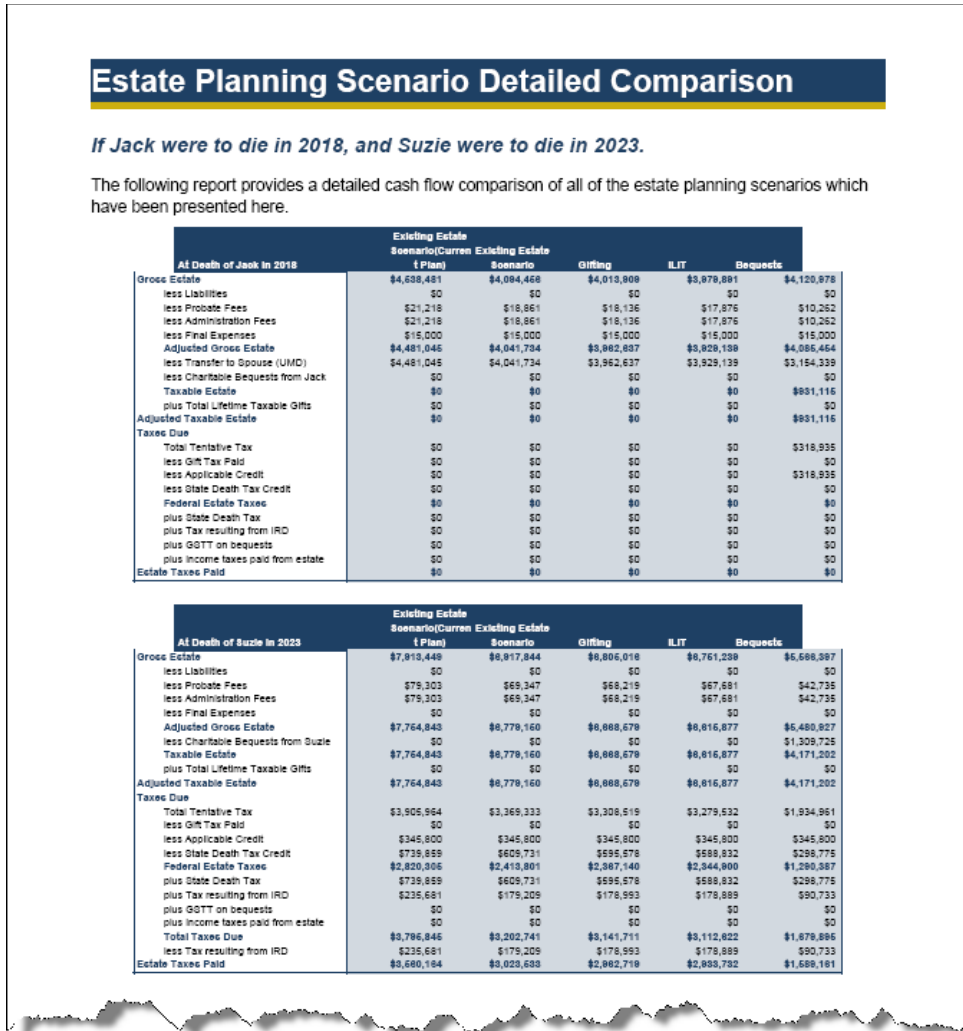 Estate Planning Scenario Detailed Comparison
If Jack were to die in 2018, and Suzie were to die in 2023.
The following report provides a detailed cash flow comparison of all of the estate planning scenarios which
have been presented here.
Existing Estate
Scenario(Curren Existing Estate
At Death of Jack in 2018 t Plan) Scenario Gifting ILIT Bequests
Gross Estate $4,538,481 $4,094,456 $4,013,909 $3,979,891 $4,120,978
less Liabilities $0 $0 $0 $0 $0
less Probate Fees $21,218 $18,861 $18,136 $17,876 $10,262
less Administration Fees $21,218 $18,861 $18,136 $17,876 $10,262
less Final Expenses $15,000 $15,000 $15,000 $15,000 $15,000
Adjusted Gross Estate $4,481,045 $4,041,734 $3,962,637 $3,929,139 $4,085,454
less Transfer to Spouse (UMD) $4,481,045 $4,041,734 $3,962,637 $3,929,139 $3,154,339
less Charitable Bequests from Jack $0 $0 $0 $0 $0
Taxable Estate $0 $0 $0 $0 $931,115
plus Total Lifetime Taxable Gifts $0 $0 $0 $0 $0
Adjusted Taxable Estate $0 $0 $0 $0 $931,115
Taxes Due
Total Tentative Tax $0 $0 $0 $0 $318,935
less Gift Tax Paid $0 $0 $0 $0 $0
less Applicable Credit $0 $0 $0 $0 $318,935
less State Death Tax Credit $0 $0 $0 $0 $0
Federal Estate Taxes $0 $0 $0 $0 $0
plus State Death Tax $0 $0 $0 $0 $0
plus Tax resulting from IRD $0 $0 $0 $0 $0
plus GSTT on bequests $0 $0 $0 $0 $0
plus Income taxes paid from estate $0 $0 $0 $0 $0
Estate Taxes Paid $0 $0 $0 $0 $0
Existing Estate
Scenario(Curren Existing Estate
At Death of Suzie in 2023 t Plan) Scenario Gifting ILIT Bequests
Gross Estate $7,913,449 $6,917,844 $6,805,016 $6,751,239 $5,566,397
less Liabilities $0 $0 $0 $0 $0
less Probate Fees $79,303 $69,347 $68,219 $67,681 $42,735
less Administration Fees $79,303 $69,347 $68,219 $67,681 $42,735
less Final Expenses $0 $0 $0 $0 $0
Adjusted Gross Estate $7,754,843 $6,779,150 $6,668,579 $6,615,877 $5,480,927
less Charitable Bequests from Suzie $0 $0 $0 $0 $1,309,725
Taxable Estate $7,754,843 $6,779,150 $6,668,579 $6,615,877 $4,171,202
plus Total Lifetime Taxable Gifts $0 $0 $0 $0 $0
Adjusted Taxable Estate $7,754,843 $6,779,150 $6,668,579 $6,615,877 $4,171,202
Taxes Due
Total Tentative Tax $3,905,964 $3,369,333 $3,308,519 $3,279,532 $1,934,961
less Gift Tax Paid $0 $0 $0 $0 $0
less Applicable Credit $345,800 $345,800 $345,800 $345,800 $345,800
less State Death Tax Credit $739,859 $609,731 $595,578 $588,832 $298,775
Federal Estate Taxes $2,820,305 $2,413,801 $2,367,140 $2,344,900 $1,290,387
plus State Death Tax $739,859 $609,731 $595,578 $588,832 $298,775
plus Tax resulting from IRD $235,681 $179,209 $178,993 $178,889 $90,733
plus GSTT on bequests $0 $0 $0 $0 $0
plus Income taxes paid from estate $0 $0 $0 $0 $0
Total Taxes Due $3,795,845 $3,202,741 $3,141,711 $3,112,622 $1,679,895
less Tax resulting from IRD $235,681 $179,209 $178,993 $178,889 $90,733
Estate Taxes Paid $3,560,164 $3,023,533 $2,962,719 $2,933,732 $1,589,161